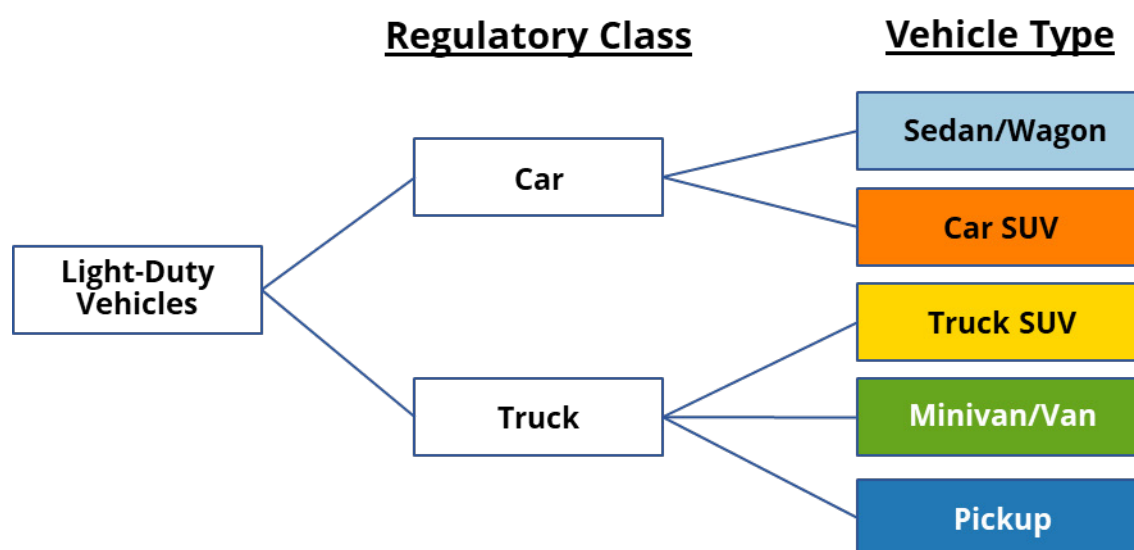 Regulatory Class
Vehicle Type
Light-Duty
Vehicles
Car
Truck
Sedan/Wagon
Car SUV
Truck SUV
Minivan/Van
Pickup